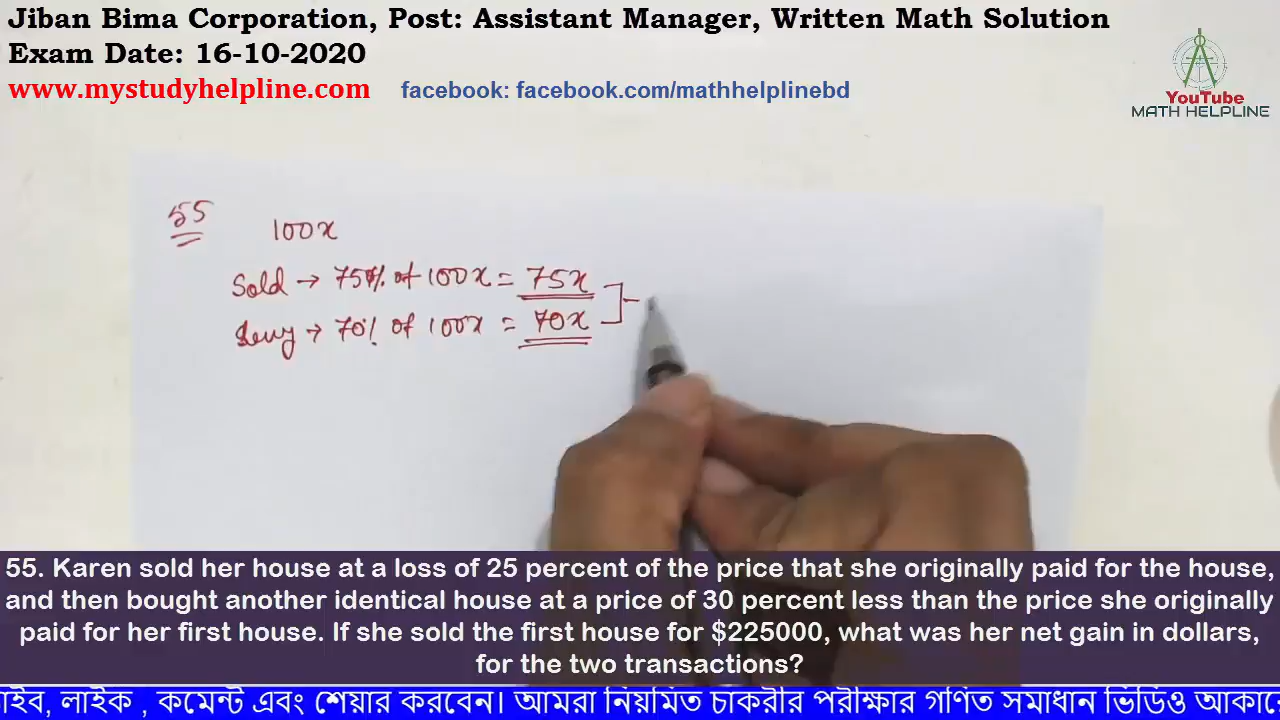 Jiban Bima Corporation, Post: Assistant Manager, Written Math Solution
Exam Date: 16-10-2020
www.mystudyhelpline.com facebook: facebook.com/mathhelplinebd
YouTube
MATH HELPLINE
55 100x
Sold → 75% of 100x = 75x
buy → 70% of 100x = 70x
55. Karen sold her house at a loss of 25 percent of the price that she originally paid for the house,
and then bought another identical house at a price of 30 percent less than the price she originally
paid for her first house. If she sold the first house for $225000, what was her net gain in dollars,
for the two transactions?
লাইক , কমেন্ট এবং শেয়ার করবেন। আমরা নিয়মিত চাকরীর পরীক্ষার গণিত সমাধান ভিডিও